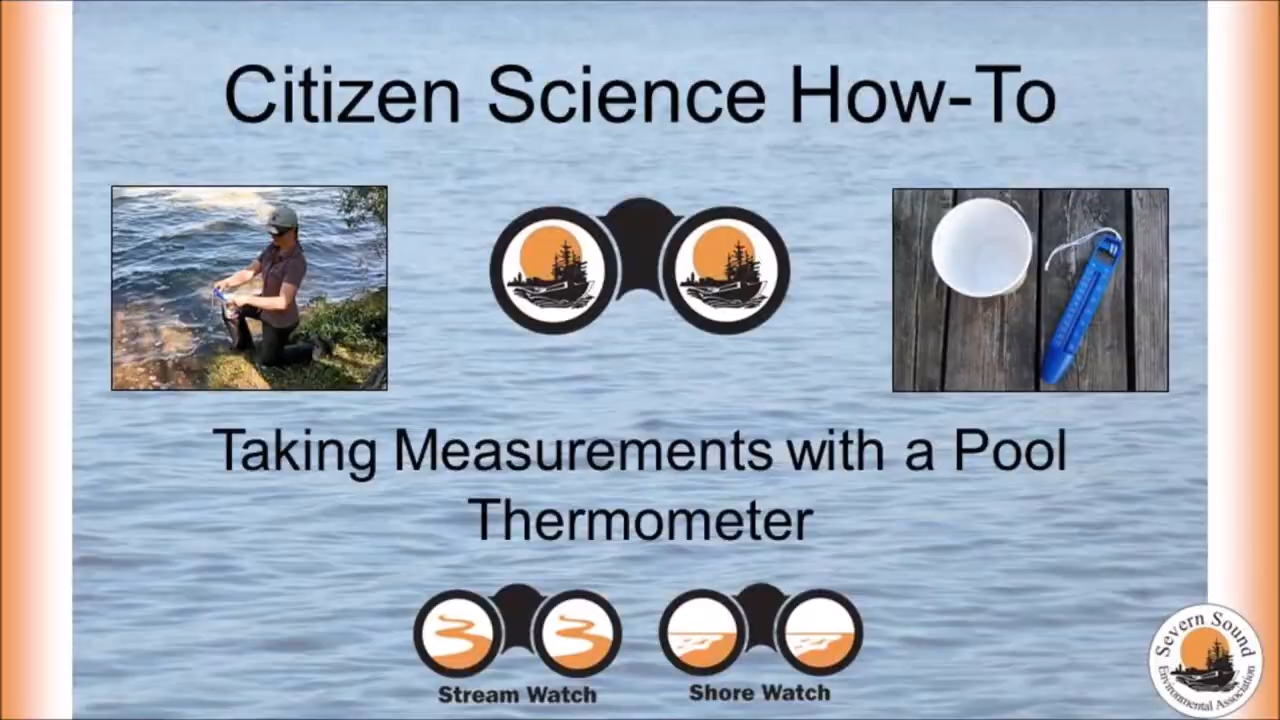 Citizen Science How-To
Taking Measurements with a Pool
Thermometer
Stream Watch
Shore Watch
Severn Sound
Environmental Association